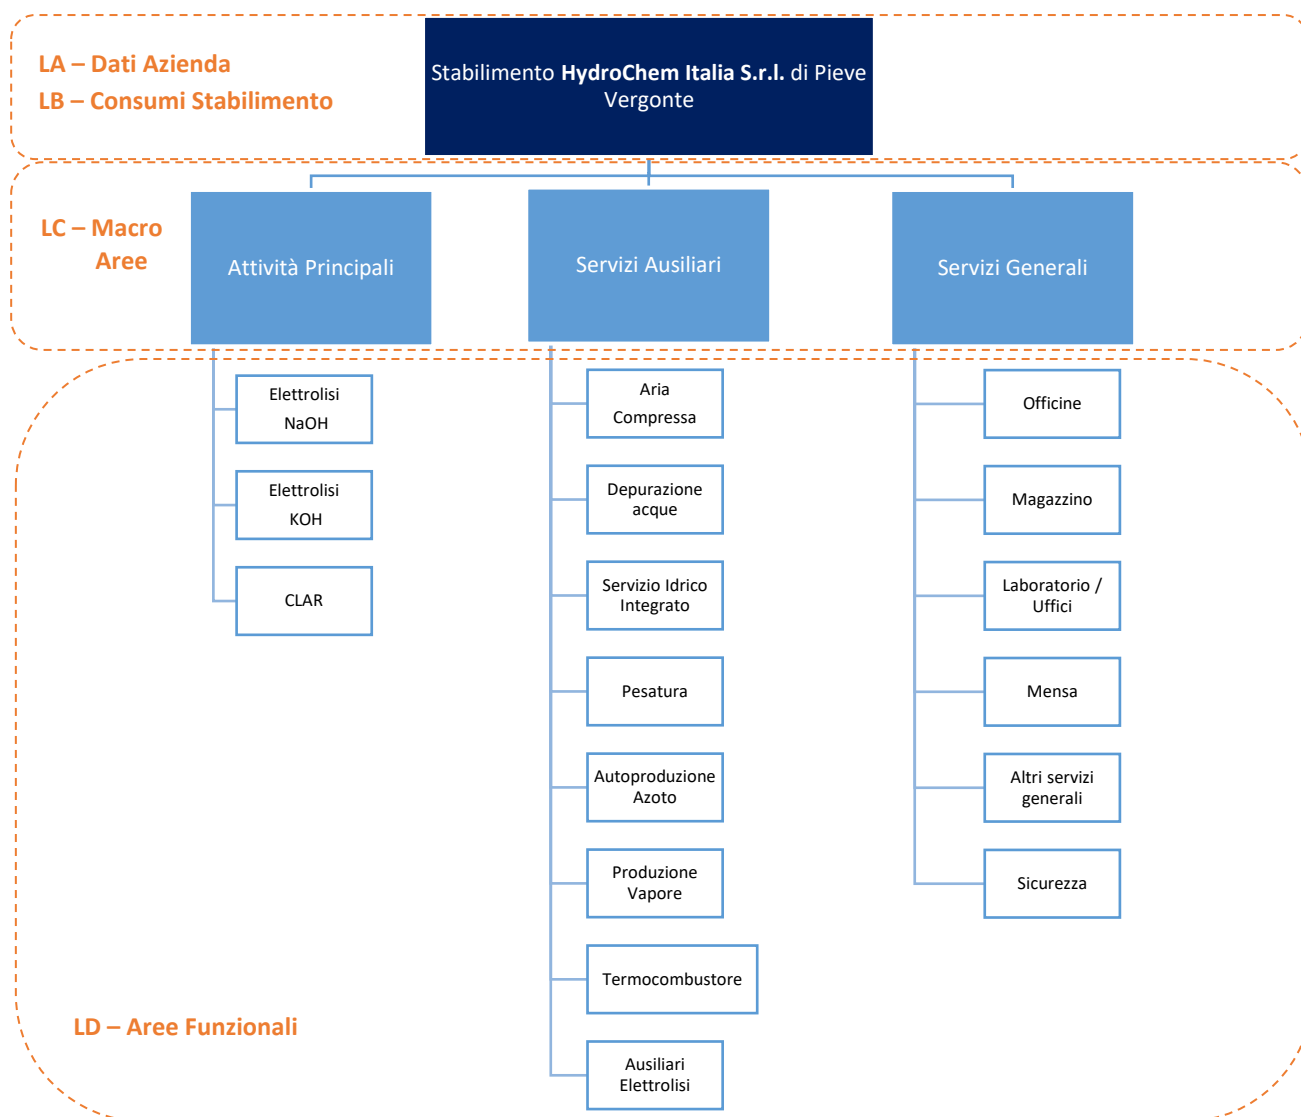 LA – Dati Azienda
LB – Consumi Stabilimento
Stabilimento HydroChem Italia S.r.l. di Pieve
Vergonte
LC – Macro
Aree
Attività Principali
Servizi Ausiliari
Servizi Generali
Elettrolisi
NaOH
Elettrolisi
KOH
CLAR
Aria
Compressa
Depurazione
acque
Servizio Idrico
Integrato
Pesatura
Autoproduzione
Azoto
Produzione
Vapore
Termocombustore
Ausiliari
Elettrolisi
Officine
Magazzino
Laboratorio /
Uffici
Mensa
Altri servizi
generali
Sicurezza
LD – Aree Funzionali